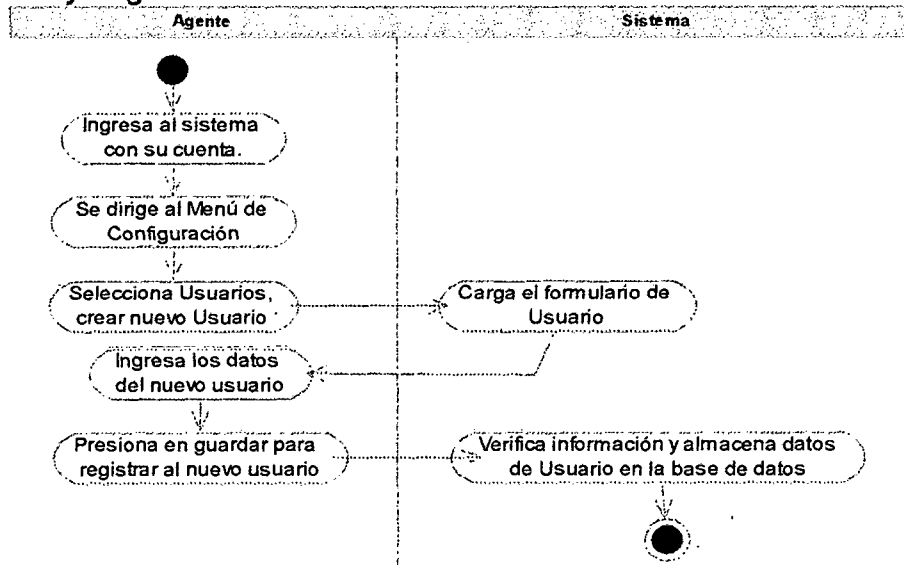 Agente
Sistema
Ingresa al sistema
con su cuenta.
Se dirige al Menú de
Configuración
Selecciona Usuarios,
crear nuevo Usuario
Carga el formulario de
Usuario
Ingresa los datos
del nuevo usuario
Presiona en guardar para
registrar al nuevo usuario
Verifica información y almacena datos
de Usuario en la base de datos